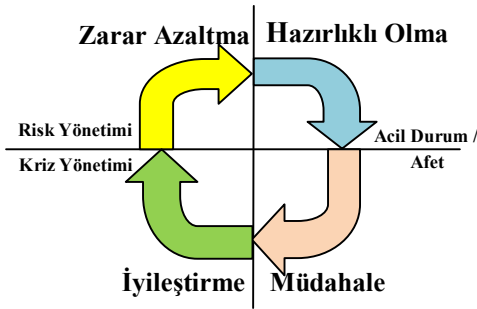 Zarar Azaltma
Hazırlıklı Olma
Risk Yönetimi
Kriz Yönetimi
Acil Durum /
Afet
İyileştirme
Müdahale